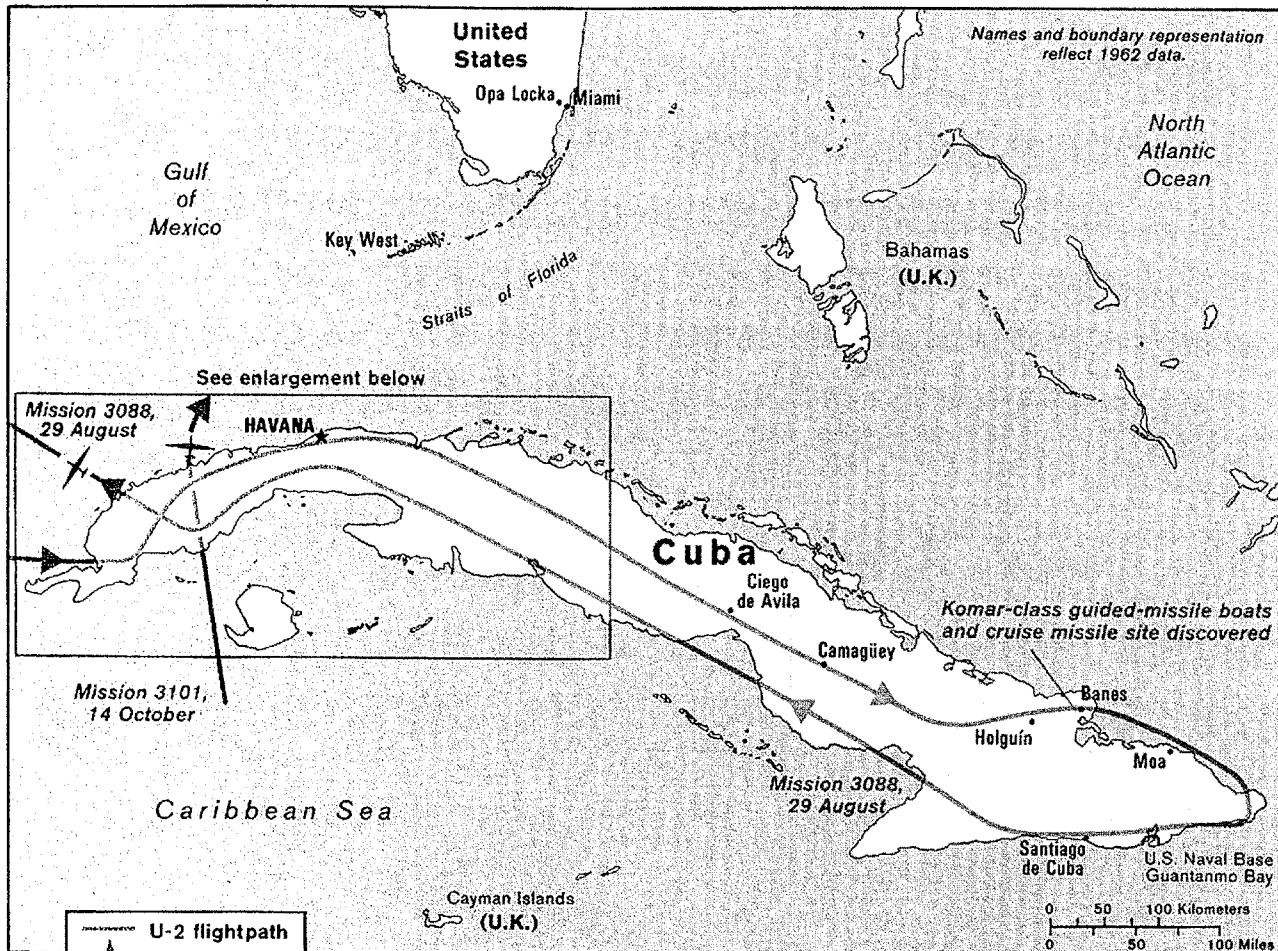 United
States
Names and boundary representation
reflect 1962 data.
Opa Locka
Miami
North
Atlantic
Ocean
Gulf
of
Mexico
Key West
Straits of Florida
Bahamas
(U.K.)
See enlargement below
Mission 3088,
29 August
HAVANA
Cuba
Ciego
de Avila
Komar-class guided-missile boats
and cruise missile site discovered
Camagüey
Mission 3101,
14 October
Banes
Holguín
Moa
Mission 3088,
29 August
Caribbean Sea
Santiago
de Cuba
U.S. Naval Base
Guantanmo Bay
Cayman Islands
(U.K.)
0 50 100 Kilometers
0 50 100 Miles
U-2 flightpath